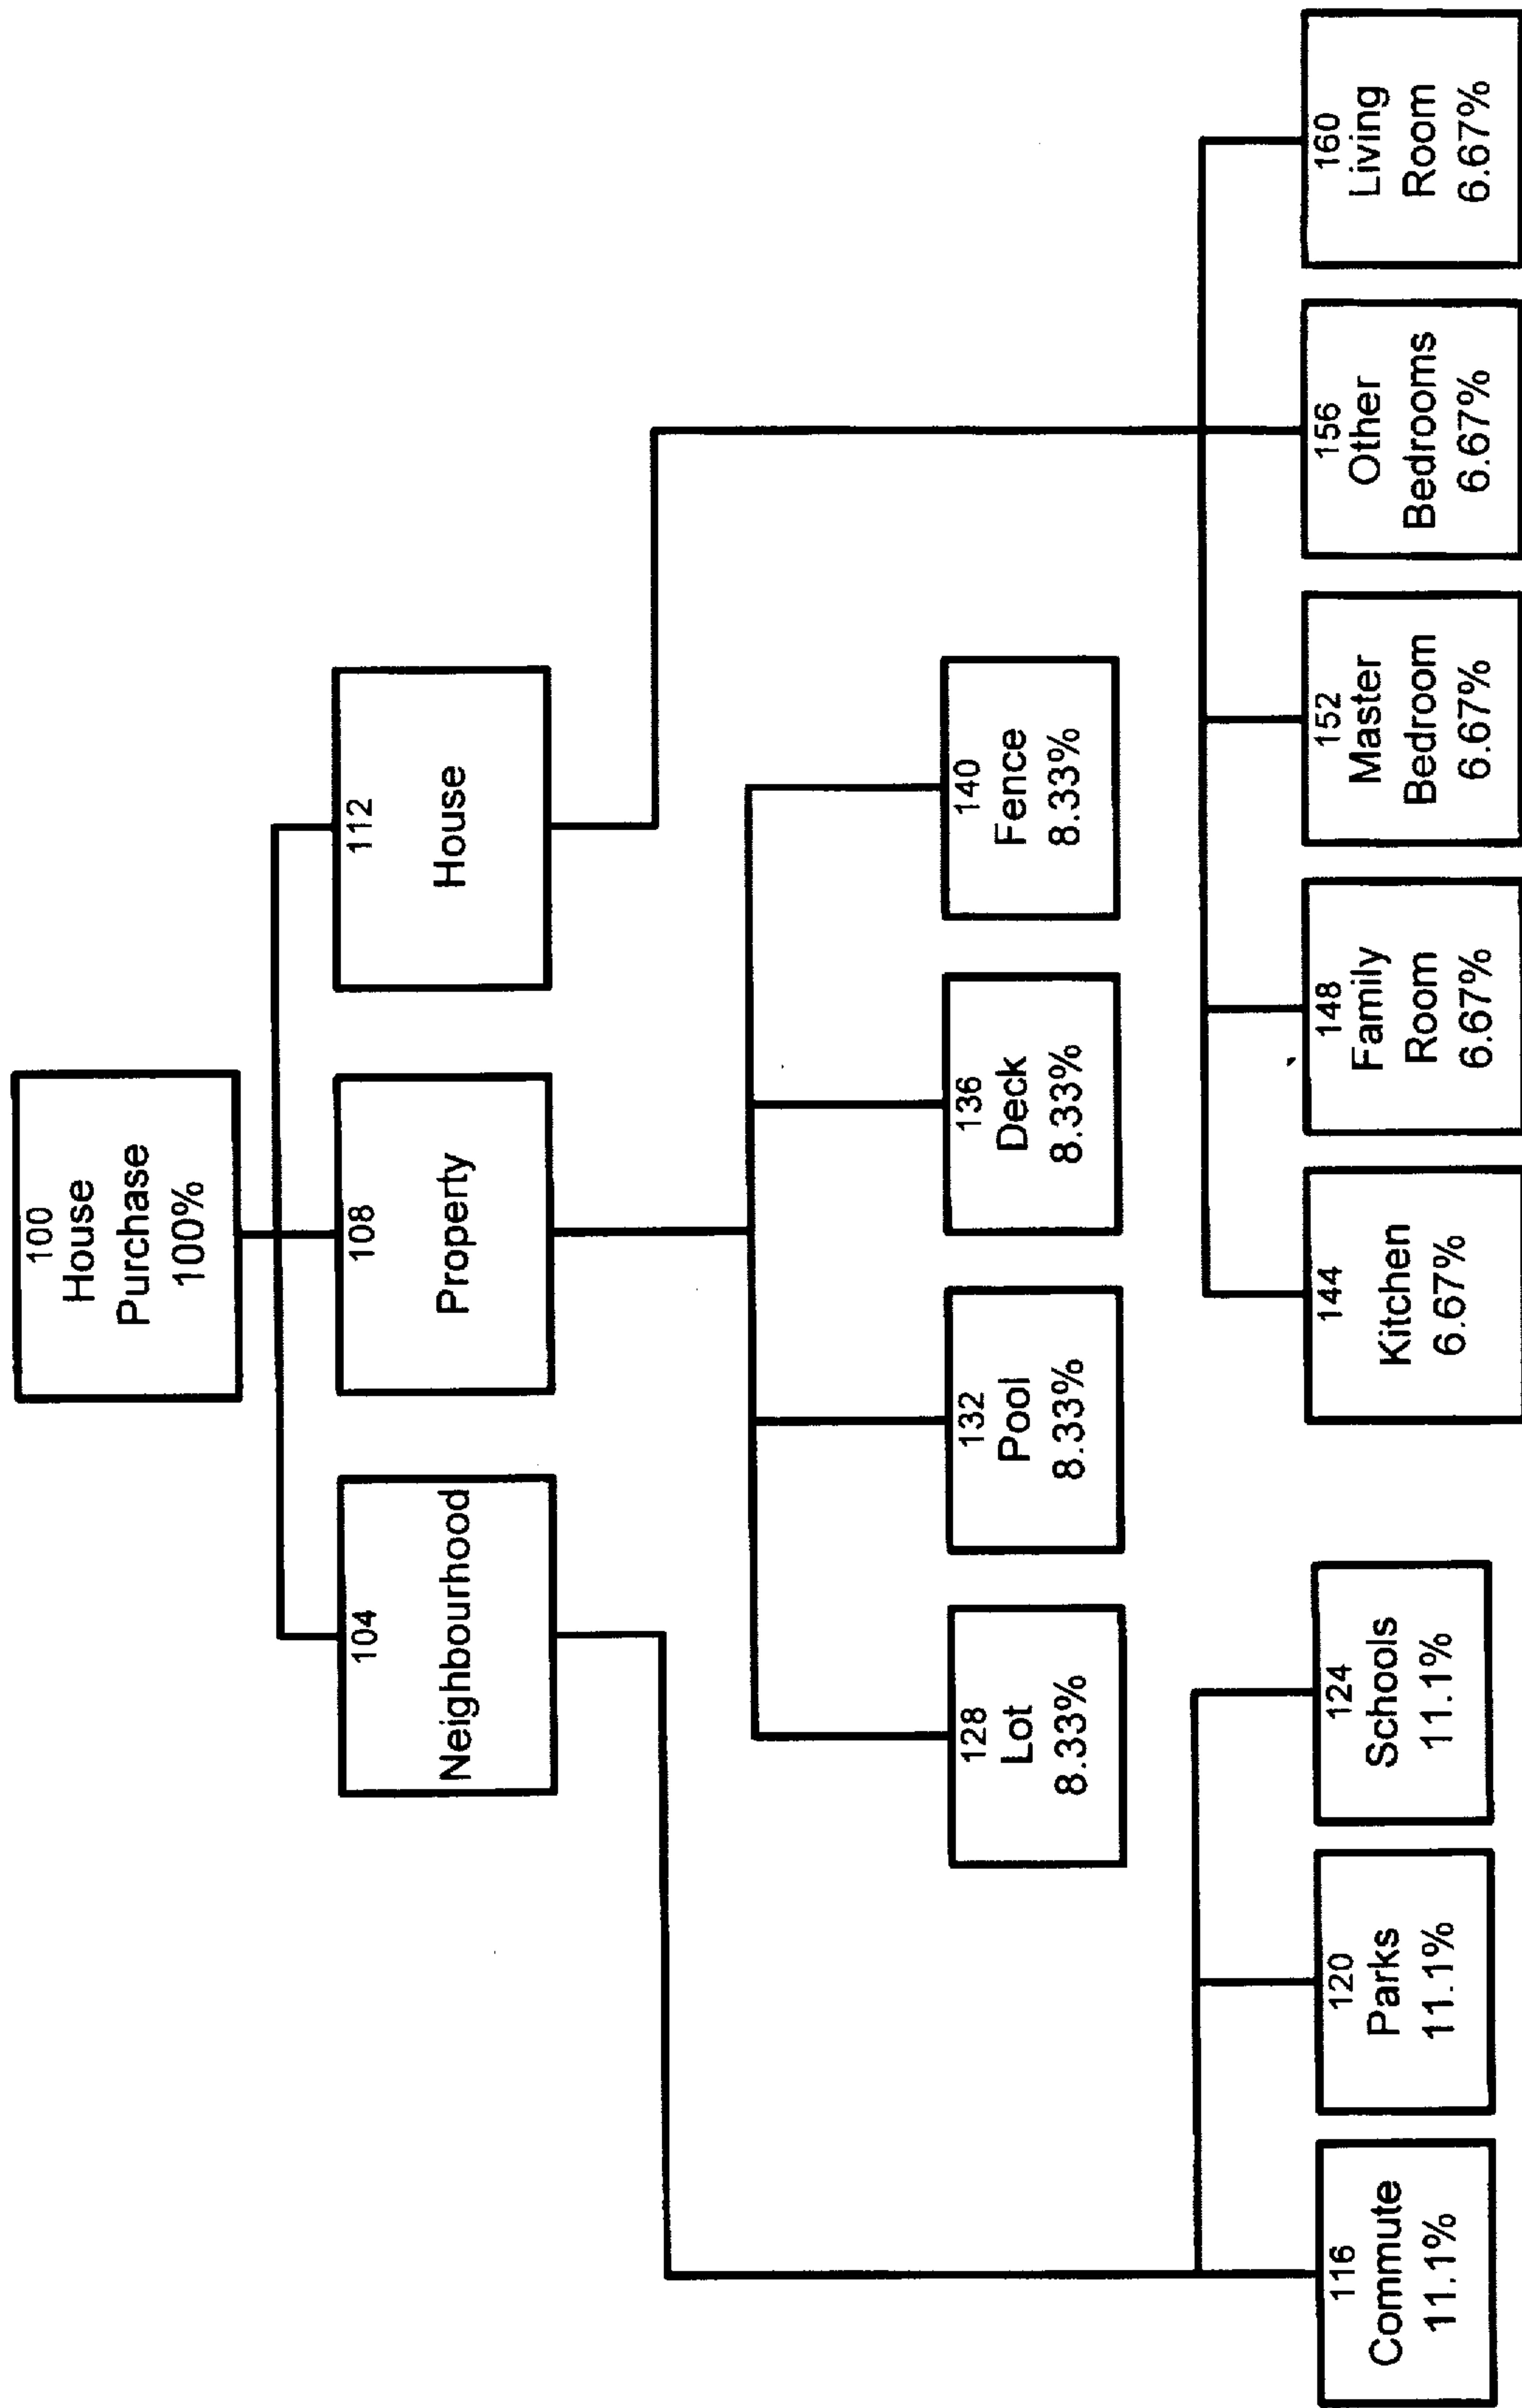 100
House
Purchase
100%
104
Neighbourhood
108
Property
112
House
128
Lot
8.33%
132
Pool
8.33%
136
Deck
8.33%
140
Fence
8.33%
116
Commute
11.1%
120
Parks
11.1%
124
Schools
11.1%
144
Kitchen
6.67%
148
Family
Room
6.67%
152
Master
Bedroom
6.67%
156
Other
Bedrooms
6.67%
160
Living
Room
6.67%